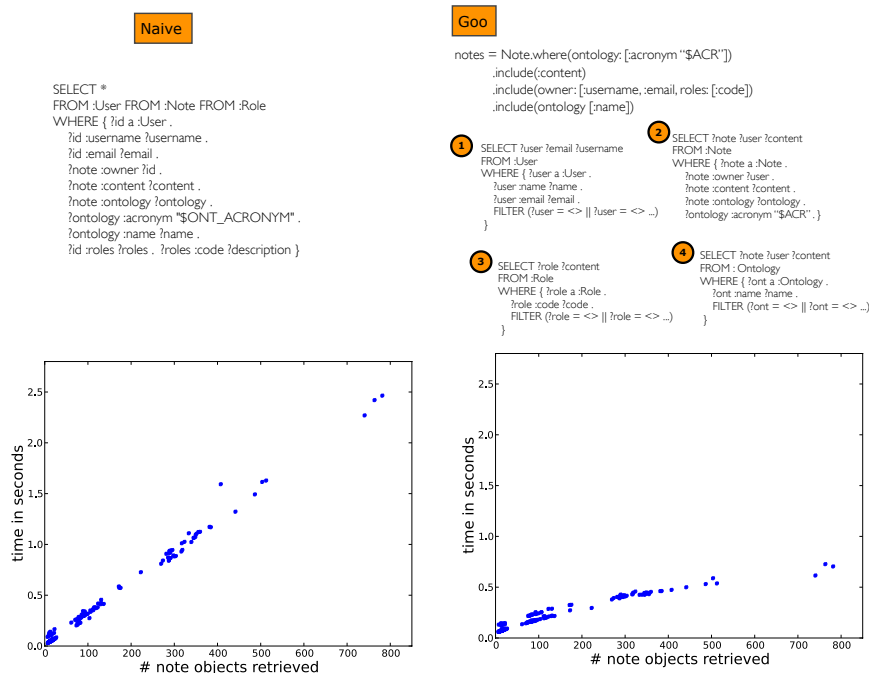 Naive
SELECT *
FROM :User FROM :Note FROM :Role
WHERE { ?id a :User .
?id :username ?username .
?id :email ?email .
?note :owner ?id .
?note :content ?content .
?note :ontology ?ontology .
?ontology :acronym "$ONT_ACRONYM" .
?ontology :name ?name .
?id :roles ?roles . ?roles :code ?description }
Goo
notes = Note.where(ontology: [:acronym “$ACR”])
.include(:content)
.include(owner: [:username, :email, roles: [:code])
.include(ontology [:name])
1
SELECT ?user ?email ?username
FROM :User
WHERE { ?user a :User .
?user :name ?name .
?user :email ?email .
FILTER (?user = <> || ?user = <> ...)
}
2
SELECT ?note ?user ?content
FROM :Note
WHERE { ?note a :Note .
?note :owner ?user .
?note :content ?content .
?note :ontology ?ontology .
?ontology :acronym “$ACR” . }
3
SELECT ?role ?content
FROM :Role
WHERE { ?role a :Role .
?role :code ?code .
FILTER (?role = <> || ?role = <> ...)
}
4
SELECT ?note ?user ?content
FROM : Ontology
WHERE { ?ont a :Ontology .
?ont :name ?name .
FILTER (?ont = <> || ?ont = <> ...)
}
time in seconds
2.5
2.0
1.5
1.0
0.5
0.0
0 100 200 300 400 500 600 700 800
# note objects retrieved
time in seconds
2.5
2.0
1.5
1.0
0.5
0.0
0 100 200 300 400 500 600 700 800
# note objects retrieved